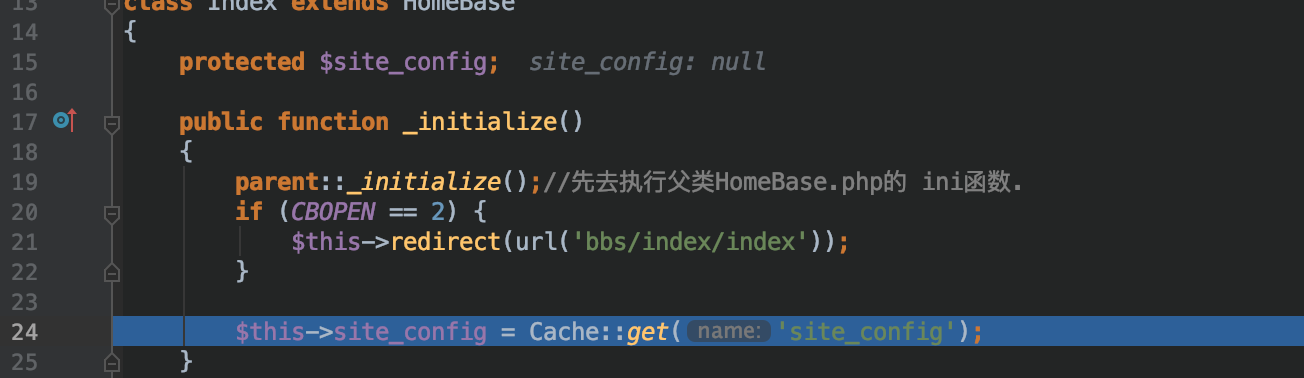 13 class Index extends HomeBase
14 {
15 protected $site_config; site_config: null
16
17 public function _initialize()
18 {
19 parent::_initialize();//先去执行父类HomeBase.php的 ini函数.
20 if (CBOPEN == 2) {
21 $this->redirect(url('bbs/index/index'));
22 }
23
24 $this->site_config = Cache::get( name: 'site_config');
25 }